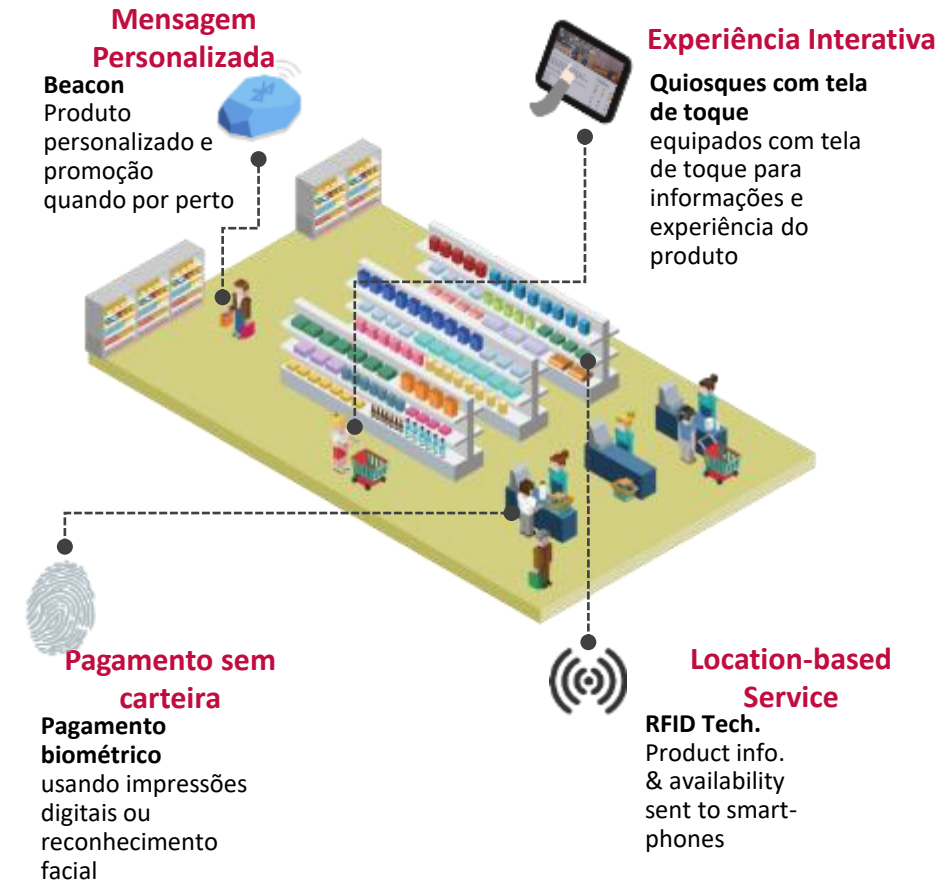 Mensagem
Personalizada
Beacon
Produto
personalizado e
promoção
quando por perto
Experiência Interativa
Quiosques com tela
de toque
equipados com tela
de toque para
informações e
experiência do
produto
Pagamento sem
carteira
Pagamento
biométrico
usando impressões
digitais ou
reconhecimento
facial
Location-based
Service
RFID Tech.
Product info.
& availability
sent to smart-
phones